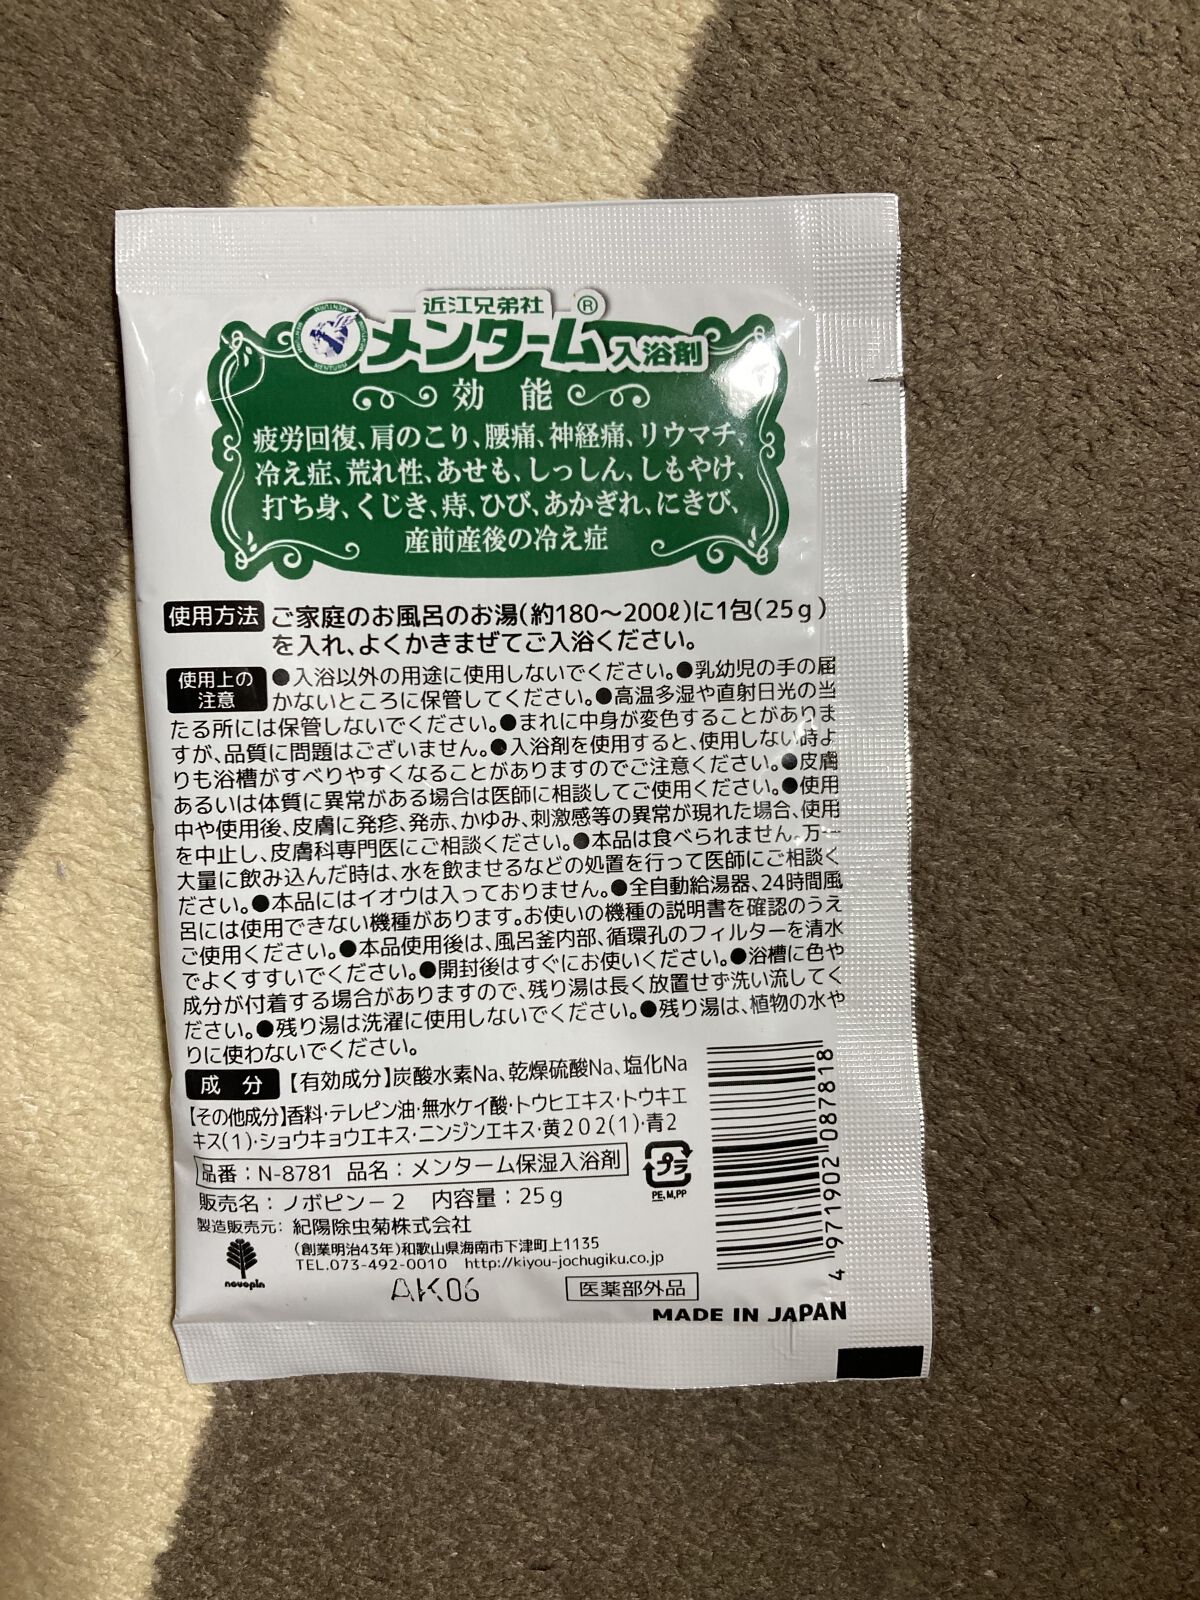 近江兄弟社
メンターム®入浴剤
効能
疲労回復、肩のこり、腰痛、神経痛、リウマチ、
冷え症、荒れ性、あせも、しっしん、しもやけ、
打ち身、くじき、痔、ひび、あかぎれ、にきび、
産前産後の冷え症
使用方法 ご家庭のお風呂のお湯(約180〜200ℓ)に1包(25g)
を入れ、よくかきまぜてご入浴ください。
使用上の注意 ●入浴以外の用途に使用しないでください。●乳幼児の手の届
かないところに保管してください。●高温多湿や直射日光の当
たる所には保管しないでください。●まれに中身が変色することがありま
すが、品質に問題はございません。●入浴剤を使用すると、使用しない時よ
りも浴槽がすべりやすくなることがありますのでご注意ください。●皮膚
あるいは体質に異常がある場合は医師に相談してご使用ください。●使用
中や使用後、皮膚に発疹、発赤、かゆみ、刺激感等の異常が現れた場合、使用
を中止し、皮膚科専門医にご相談ください。●本品は食べられません。万一
大量に飲み込んだ時は、水を飲ませるなどの処置を行って医師にご相談く
ださい。●本品にはイオウは入っておりません。●全自動給湯器、24時間風
呂には使用できない機種があります。お使いの機種の説明書を確認のうえ
ご使用ください。●本品使用後は、風呂釜内部、循環孔のフィルターを清水
でよくすすいでください。●開封後はすぐにお使いください。●浴槽に色や
成分が付着する場合がありますので、残り湯は長く放置せず洗い流してく
ださい。●残り湯は洗濯に使用しないでください。●残り湯は、植物の水や
りに使わないでください。
成分 【有効成分】炭酸水素Na、乾燥硫酸Na、塩化Na
【その他成分】香料・テレピン油・無水ケイ酸・トウヒエキス・トウキエ
キス(1)・ショウキョウエキス・ニンジンエキス・黄202(1)・青2
品番:N-8781 品名:メンターム保湿入浴剤
プラ
PE,M,PP
販売名:ノボピン-2 内容量:25g
製造販売元:紀陽除虫菊株式会社
(創業明治43年)和歌山県海南市下津町上1135
TEL.073-492-0010 http://kiyou-jochugiku.co.jp
novopin
AK06
医薬部外品
MADE IN JAPAN
4 971902 087818